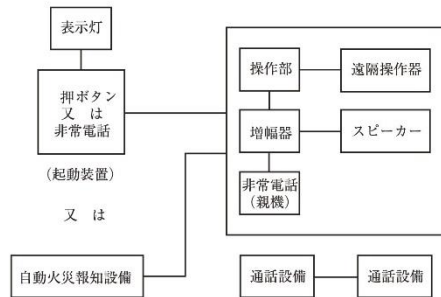 表示灯
押ボタン
又 は
非常電話
(起動装置)
又 は
自動火災報知設備
操作部
遠隔操作器
増幅器
スピーカー
非常電話
(親機)
通話設備
通話設備